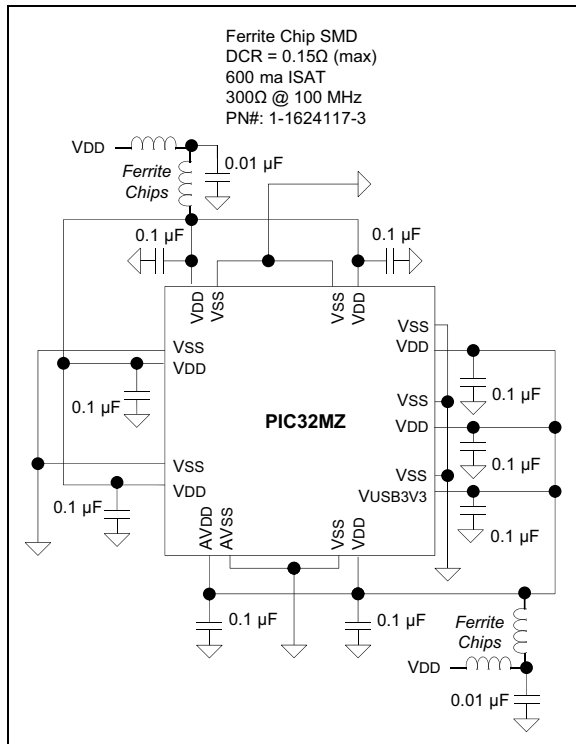 Ferrite Chip SMD
DCR = 0.15Ω (max)
600 ma ISAT
300Ω @ 100 MHz
PN#: 1-1624117-3
VDD
0.01 µF
Ferrite
Chips
0.1 µF
0.1 µF
VDD
VSS
VSS
VDD
VSS
VDD
VSS
VDD
0.1 µF
0.1 µF
VSS
VDD
PIC32MZ
VSS
VDD
0.1 µF
VSS
VUSB3V3
0.1 µF
0.1 µF
AVDD
AVSS
VSS
VDD
0.1 µF
0.1 µF
Ferrite
Chips
VDD
0.01 µF